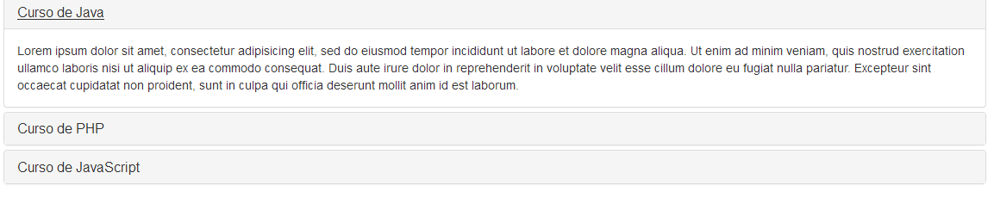 Curso de Java
Lorem ipsum dolor sit amet, consectetur adipisicing elit, sed do eiusmod tempor incididunt ut labore et dolore magna aliqua. Ut enim ad minim veniam, quis nostrud exercitation
ullamco laboris nisi ut aliquip ex ea commodo consequat. Duis aute irure dolor in reprehenderit in voluptate velit esse cillum dolore eu fugiat nulla pariatur. Excepteur sint
occaecat cupidatat non proident, sunt in culpa qui officia deserunt mollit anim id est laborum.
Curso de PHP
Curso de JavaScript